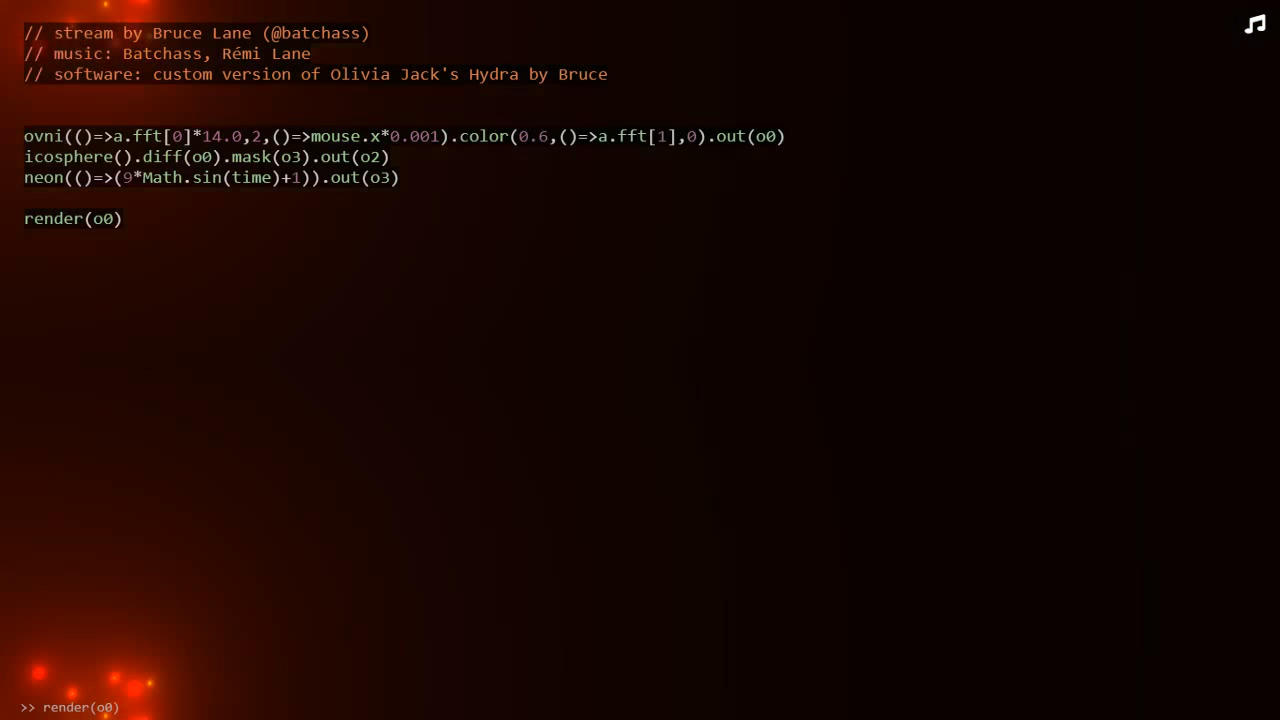 // stream by Bruce Lane (@batchass)
// music: Batchass, Rémi Lane
// software: custom version of Olivia Jack's Hydra by Bruce
ovni(()=>a.fft[0]*14.0,2,()=>mouse.x*0.001).color(0.6,()=>a.fft[1],0).out(o0)
icosphere().diff(o0).mask(o3).out(o2)
neon(()=>(9*Math.sin(time)+1)).out(o3)
render(o0)
>> render(o0)